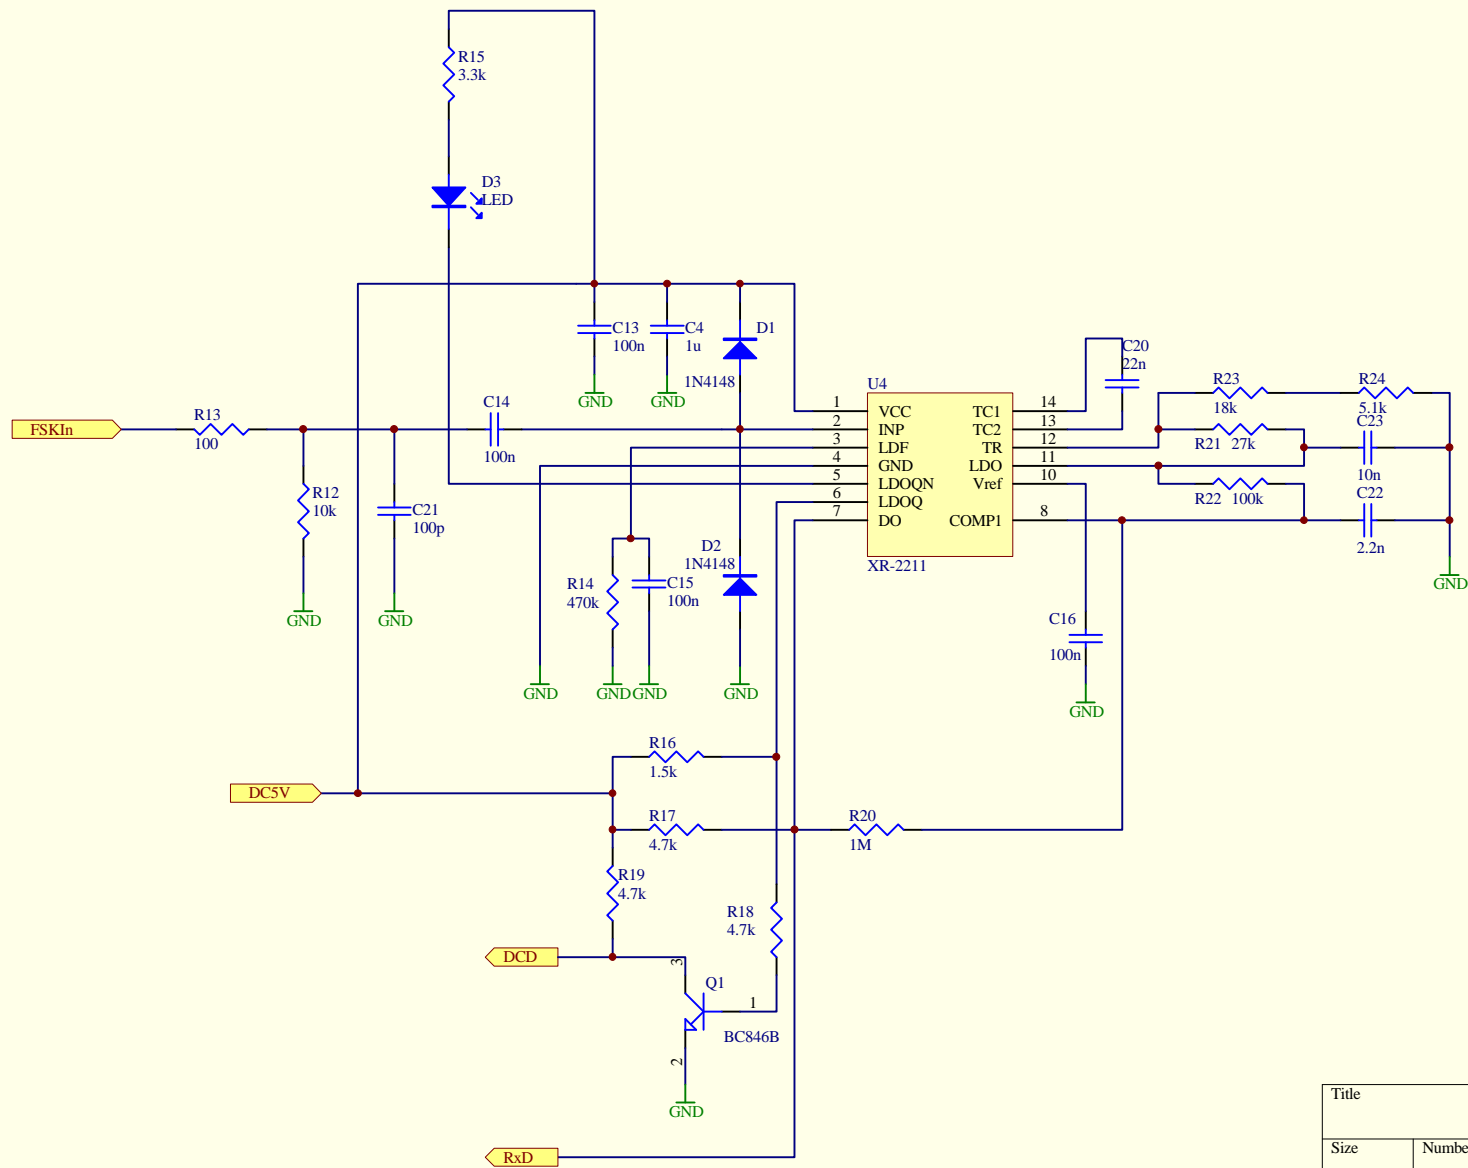 R15
3.3k
D3
LED
C13
100n
GND
C4
1u
GND
D1
1N4148
FSKIn
R13
100
C14
100n
R12
10k
GND
C21
100p
GND
U4
1 VCC
2 INP
3 LDF
4 GND
5 LDOQN
6 LDOQ
7 DO
TC1 14
TC2 13
TR 12
LDO 11
Vref 10
COMP1 8
XR-2211
C20
22n
R23
18k
R24
5.1k
R21 27k
C23
10n
R22 100k
C22
2.2n
GND
D2
1N4148
R14
470k
C15
100n
GND
GND
GND
GND
C16
100n
GND
R16
1.5k
DC5V
R17
4.7k
R20
1M
R19
4.7k
R18
4.7k
DCD
3
Q1
1
BC846B
2
GND
RxD
Title
Size
Numbe